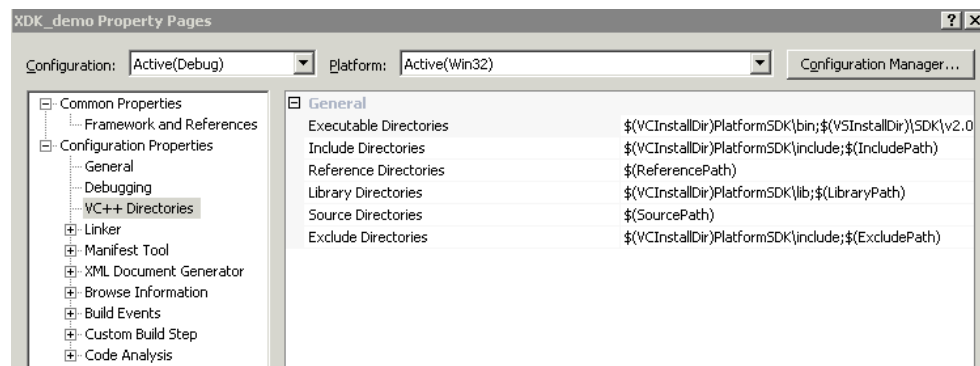 XDK_demo Property Pages
Configuration: Active(Debug) Platform: Active(Win32) Configuration Manager...
Common Properties
Framework and References
Configuration Properties
General
Debugging
VC++ Directories
Linker
Manifest Tool
XML Document Generator
Browse Information
Build Events
Custom Build Step
Code Analysis
General
Executable Directories $(VCInstallDir)PlatformSDK\bin;$(VSInstallDir)\SDK\v2.0
Include Directories $(VCInstallDir)PlatformSDK\include;$(IncludePath)
Reference Directories $(ReferencePath)
Library Directories $(VCInstallDir)PlatformSDK\lib;$(LibraryPath)
Source Directories $(SourcePath)
Exclude Directories $(VCInstallDir)PlatformSDK\include;$(ExcludePath)